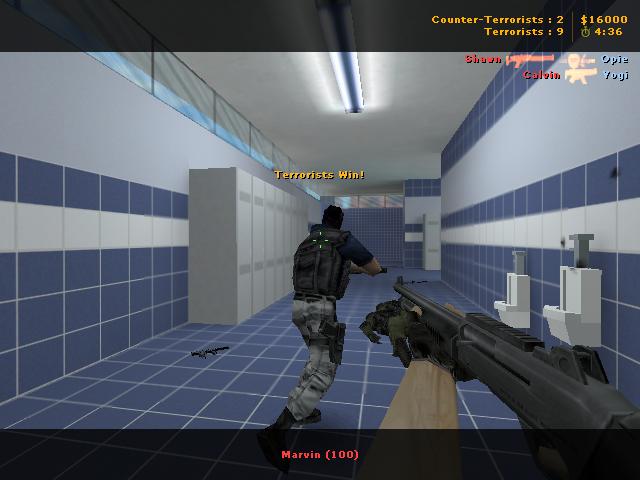 Counter-Terrorists : 2 $16000
Terrorists : 9 4:36
Shawn Opie
Calvin Yogi
Terrorists Win!
Marvin (100)